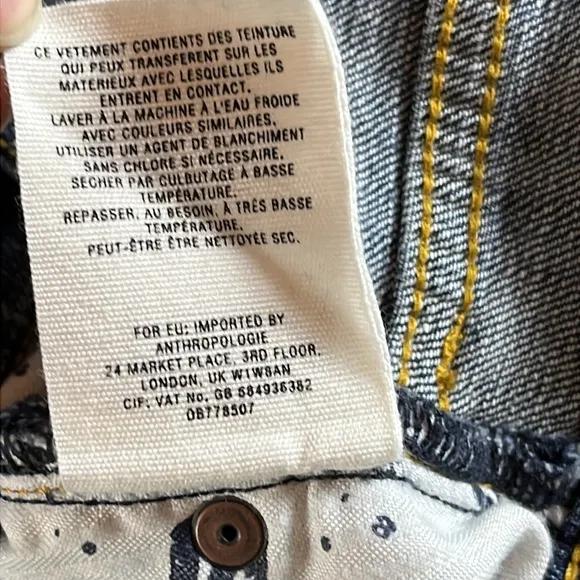 CE VETEMENT CONTIENTS DES TEINTURE
QUI PEUX TRANSFERENT SUR LES
MATERIEUX AVEC LESQUELLES ILS
ENTRENT EN CONTACT.
LAVER À LA MACHINE À L'EAU FROIDE
AVEC COULEURS SIMILAIRES.
UTILISER UN AGENT DE BLANCHIMENT
SANS CHLORE SI NÉCESSAIRE.
SECHER PAR CULBUTAGE À BASSE
TEMPÉRATURE.
REPASSER, AU BESOIN, À TRÈS BASSE
TEMPÉRATURE.
PEUT-ÊTRE ÊTRE NETTOYÉE SEC.
FOR EU: IMPORTED BY
ANTHROPOLOGIE
24 MARKET PLACE, 3RD FLOOR,
LONDON, UK W1W8AN
CIF: VAT No. GB 584936382
0B778507